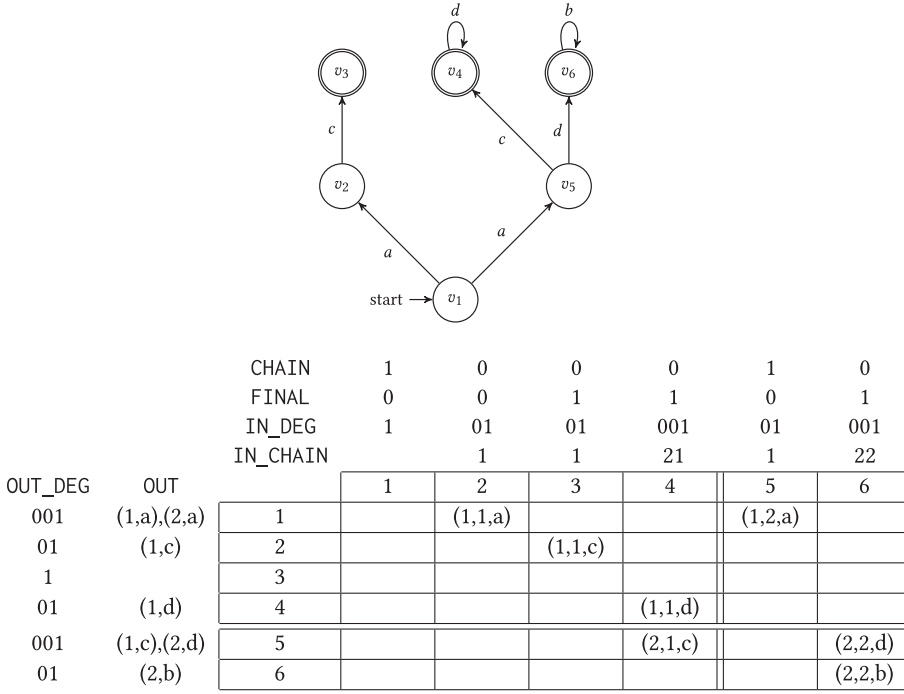 d b
v3 v4 v6
c c d
v2 v5
a a
start v1
CHAIN 1 0 0 0 1 0
FINAL 0 0 1 1 0 1
IN_DEG 1 01 01 001 01 001
IN_CHAIN 1 1 21 1 22
OUT_DEG OUT 1 2 3 4 5 6
001 (1,a),(2,a) 1 (1,1,a) (1,2,a)
01 (1,c) 2 (1,1,c)
1 3
01 (1,d) 4 (1,1,d)
001 (1,c),(2,d) 5 (2,1,c) (2,2,d)
01 (2,b) 6 (2,2,b)